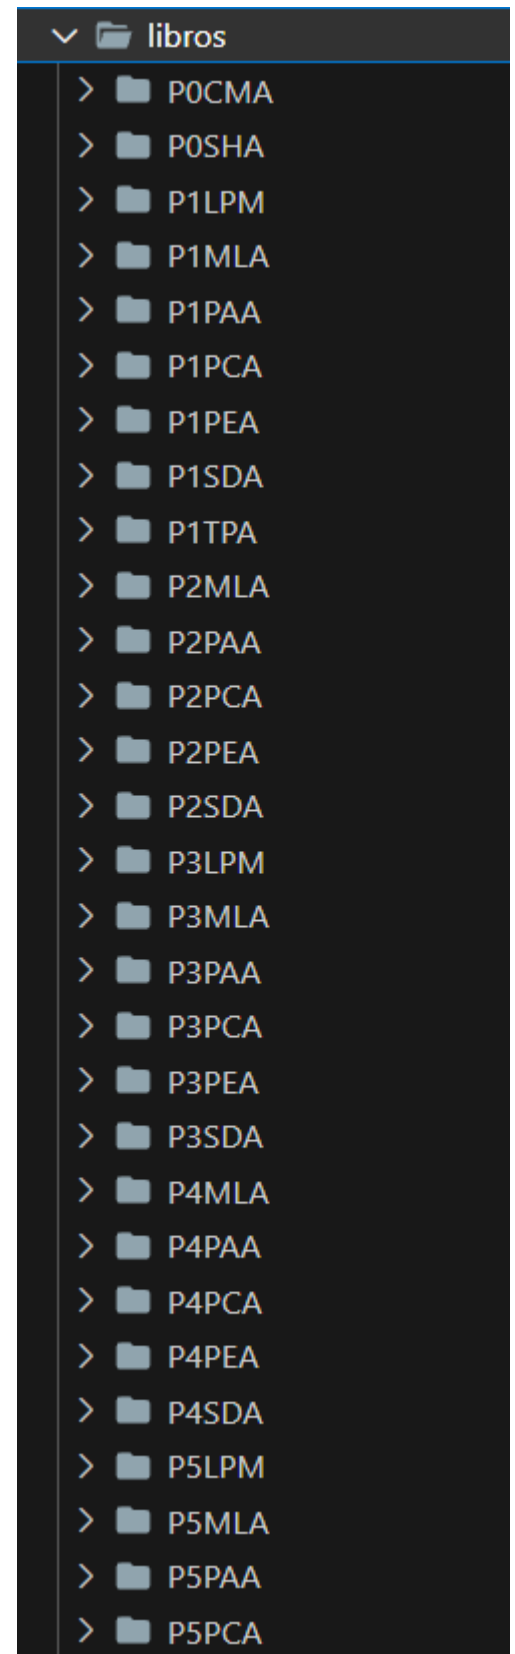 libros
P0CMA
P0SHA
P1LPM
P1MLA
P1PAA
P1PCA
P1PEA
P1SDA
P1TPA
P2MLA
P2PAA
P2PCA
P2PEA
P2SDA
P3LPM
P3MLA
P3PAA
P3PCA
P3PEA
P3SDA
P4MLA
P4PAA
P4PCA
P4PEA
P4SDA
P5LPM
P5MLA
P5PAA
P5PCA